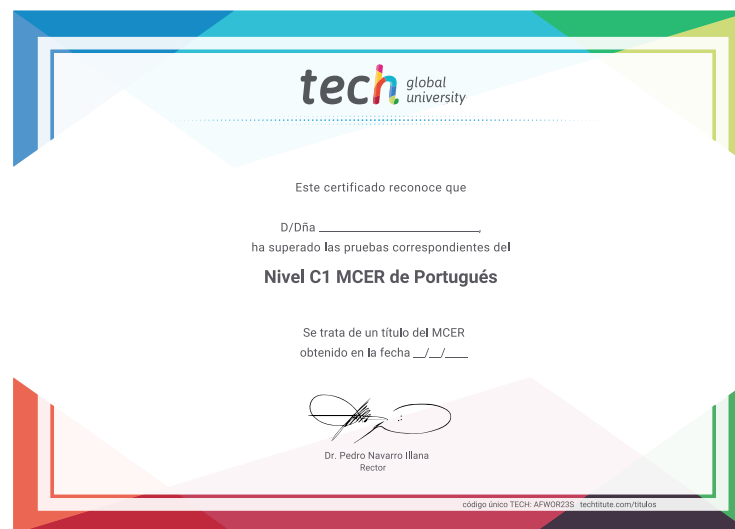 tech global university
Este certificado reconoce que
D/Dña ________________________,
ha superado las pruebas correspondientes del
Nivel C1 MCER de Portugués
Se trata de un título del MCER
obtenido en la fecha __/__/____
Dr. Pedro Navarro Illana
Rector
código único TECH: AFWOR23S techtitute.com/titulos